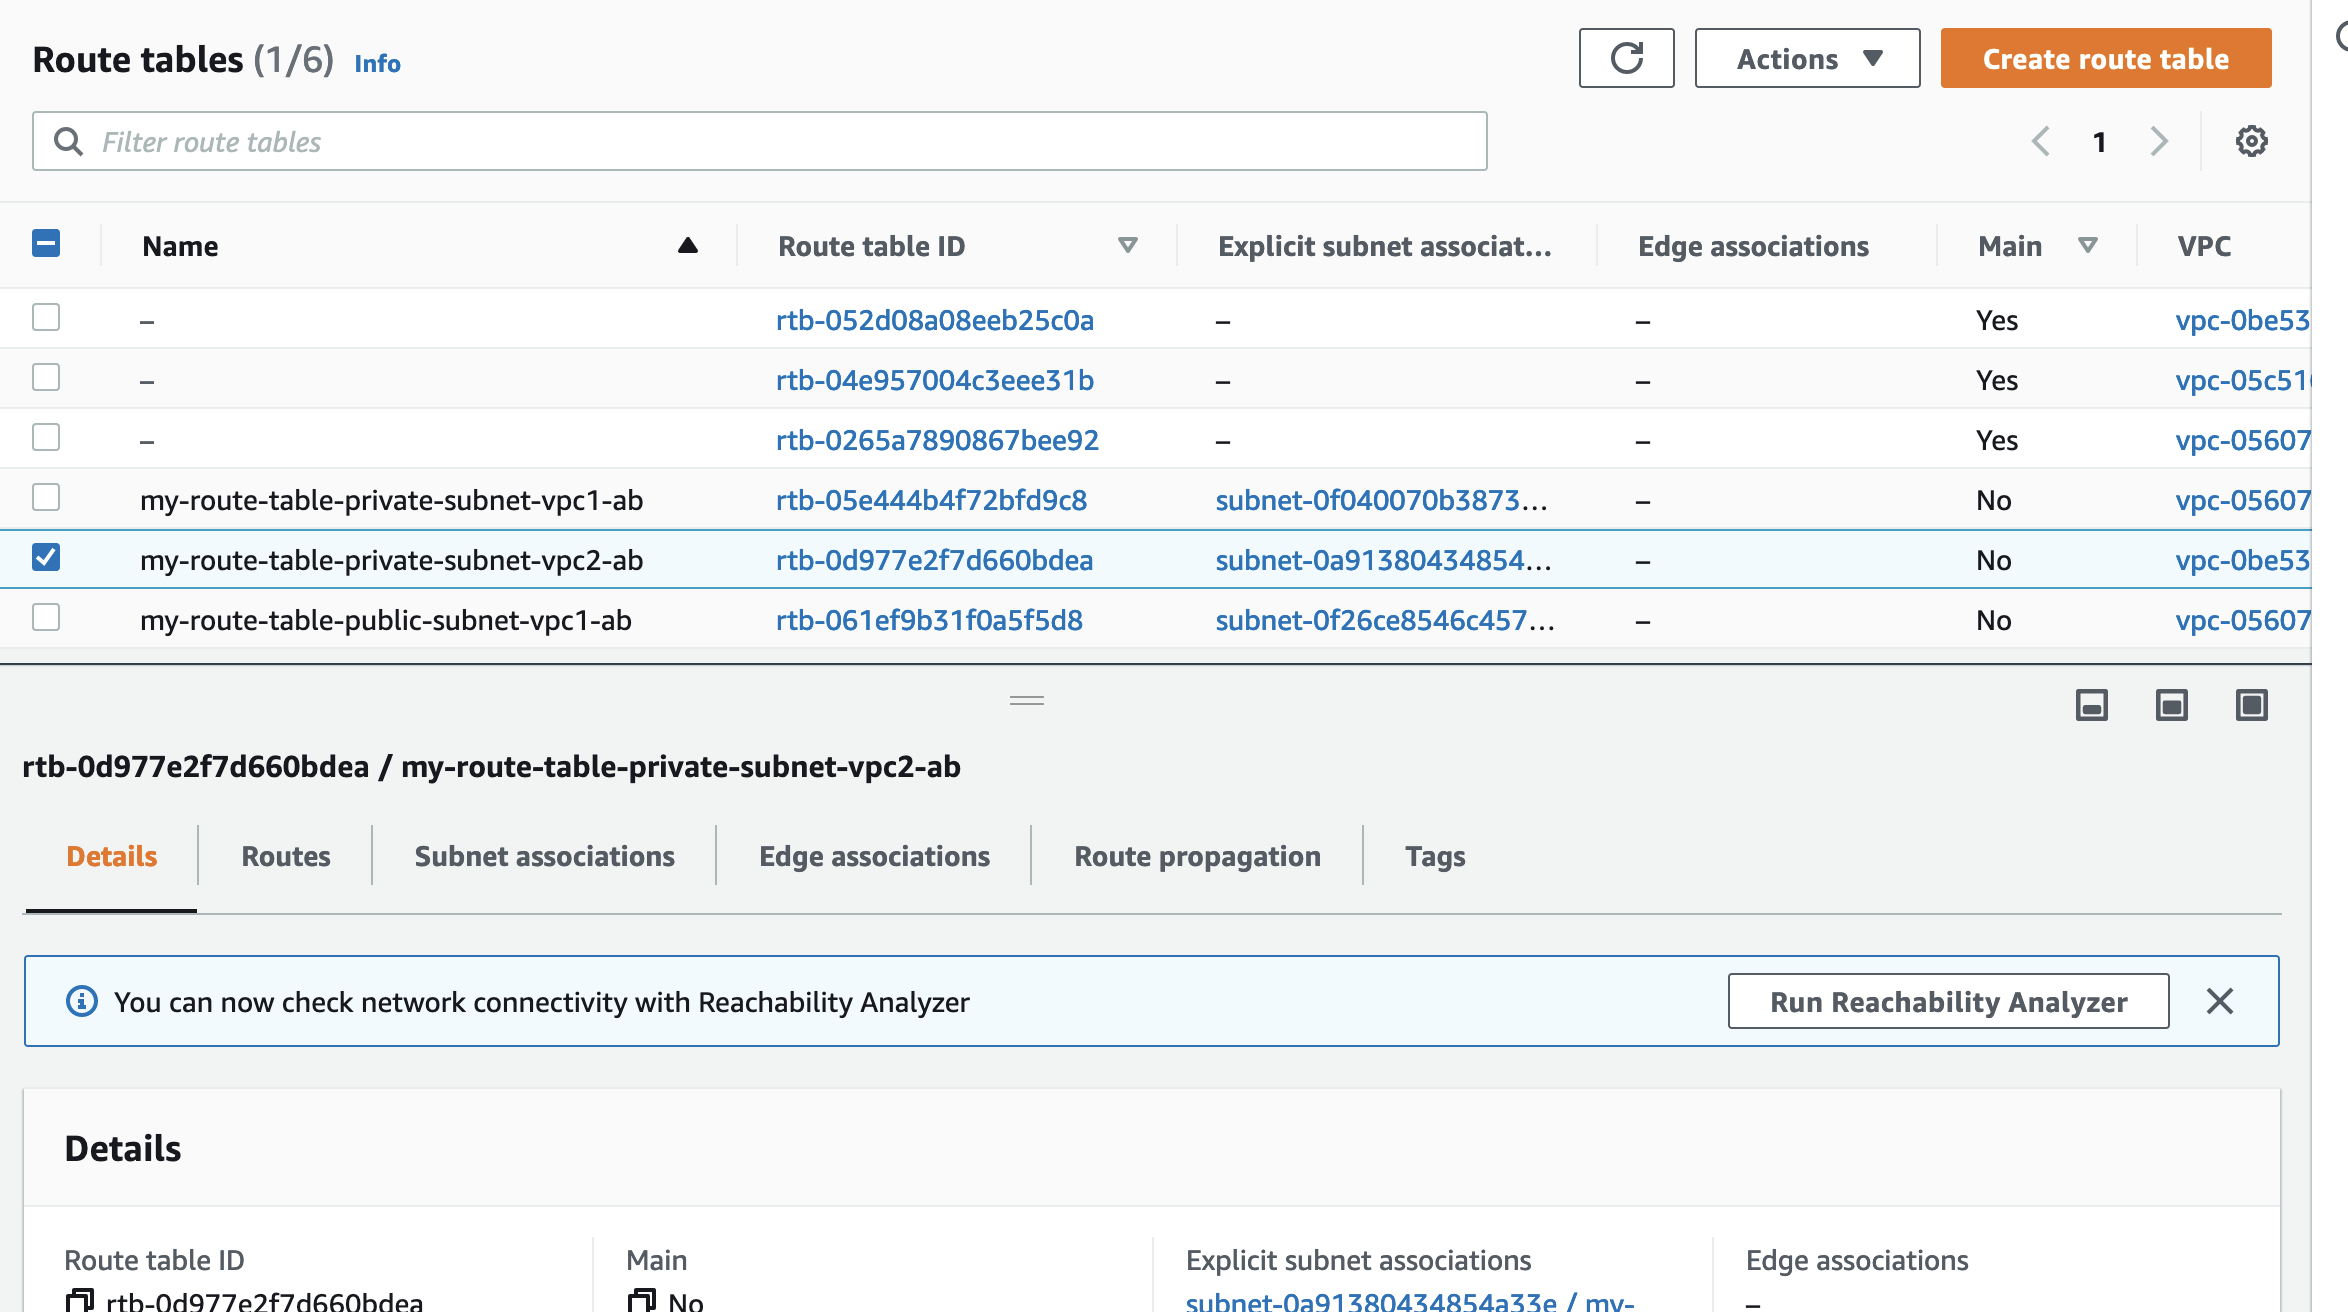 Route tables (1/6) Info Actions Create route table
Filter route tables 1
Name Route table ID Explicit subnet associat... Edge associations Main VPC
– rtb-052d08a08eeb25c0a – – Yes vpc-0be53
– rtb-04e957004c3eee31b – – Yes vpc-05c51
– rtb-0265a7890867bee92 – – Yes vpc-05607
my-route-table-private-subnet-vpc1-ab rtb-05e444b4f72bfd9c8 subnet-0f040070b3873... – No vpc-05607
my-route-table-private-subnet-vpc2-ab rtb-0d977e2f7d660bdea subnet-0a91380434854... – No vpc-0be53
my-route-table-public-subnet-vpc1-ab rtb-061ef9b31f0a5f5d8 subnet-0f26ce8546c457... – No vpc-05607
rtb-0d977e2f7d660bdea / my-route-table-private-subnet-vpc2-ab
Details Routes Subnet associations Edge associations Route propagation Tags
You can now check network connectivity with Reachability Analyzer Run Reachability Analyzer
Details
Route table ID Main Explicit subnet associations Edge associations
rtb-0d977e2f7d660bdea No subnet-0a91380434854a33e / my- –